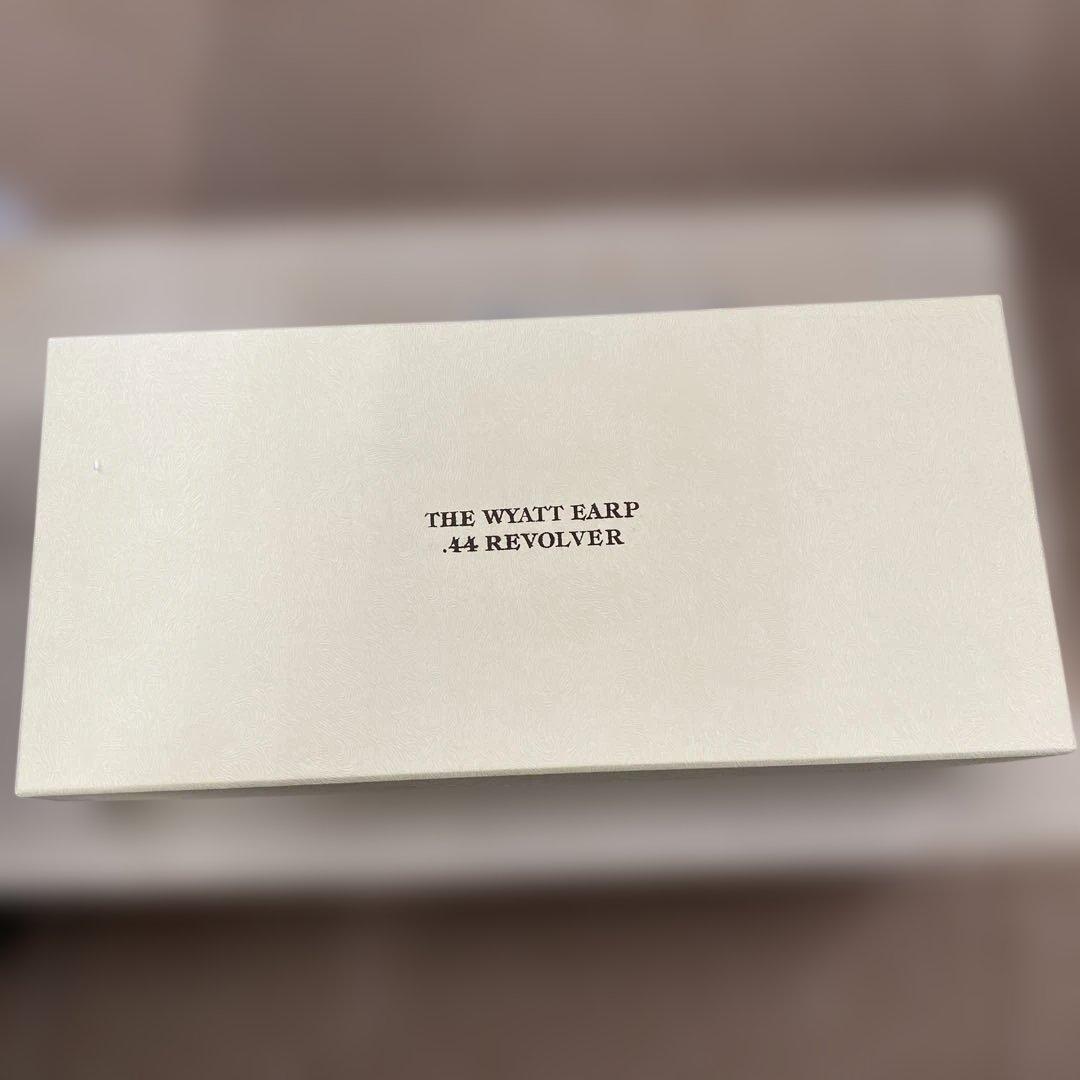 THE WYATT EARP
.44 REVOLVER